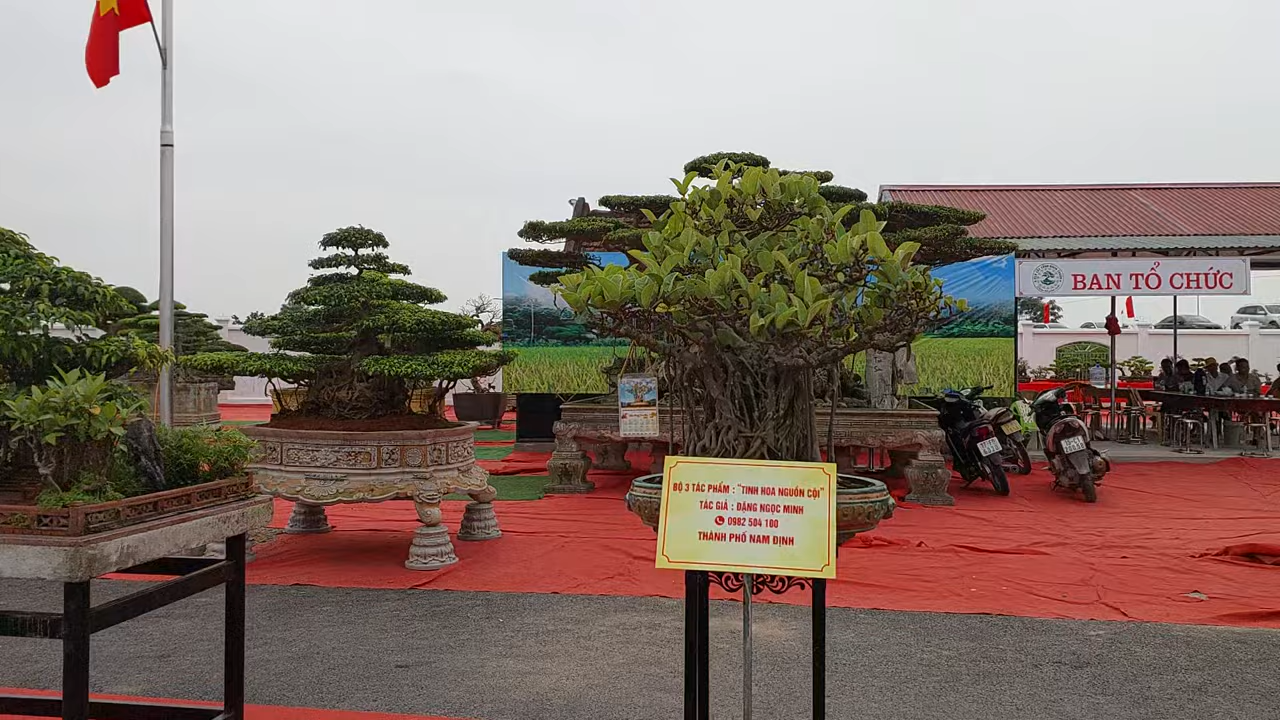 BAN TỔ CHỨC
BỘ 3 TÁC PHẨM : "TINH HOA NGUỒN CỘI"
TÁC GIẢ : ĐẶNG NGỌC MINH
0982 504 100
THÀNH PHỐ NAM ĐỊNH